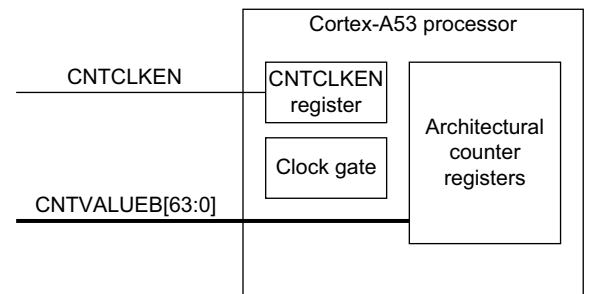 Cortex-A53 processor
CNTCLKEN
CNTCLKEN
register
Architectural
counter
registers
Clock gate
CNTVALUEB[63:0]